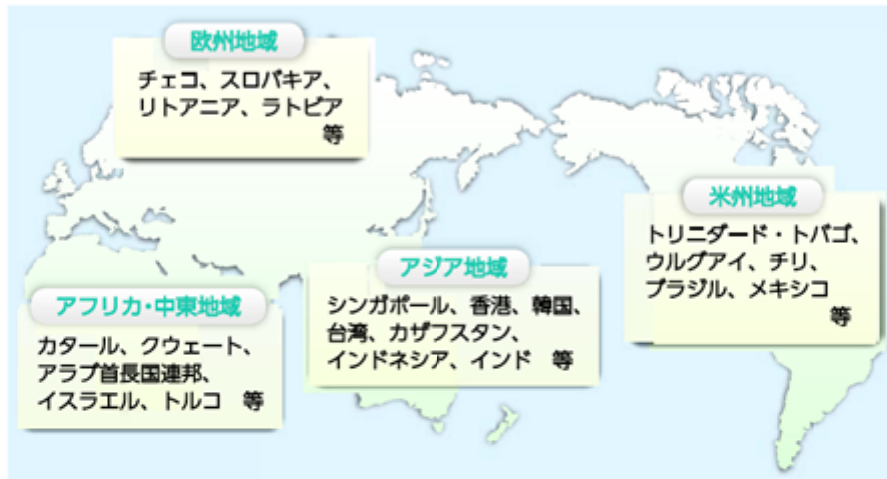 欧州地域
チェコ、スロバキア、
リトアニア、ラトビア
等
米州地域
トリニダード・トバゴ、
ウルグアイ、チリ、
ブラジル、メキシコ
等
アジア地域
シンガポール、香港、韓国、
台湾、カザフスタン、
インドネシア、インド　等
アフリカ・中東地域
カタール、クウェート、
アラブ首長国連邦、
イスラエル、トルコ　等